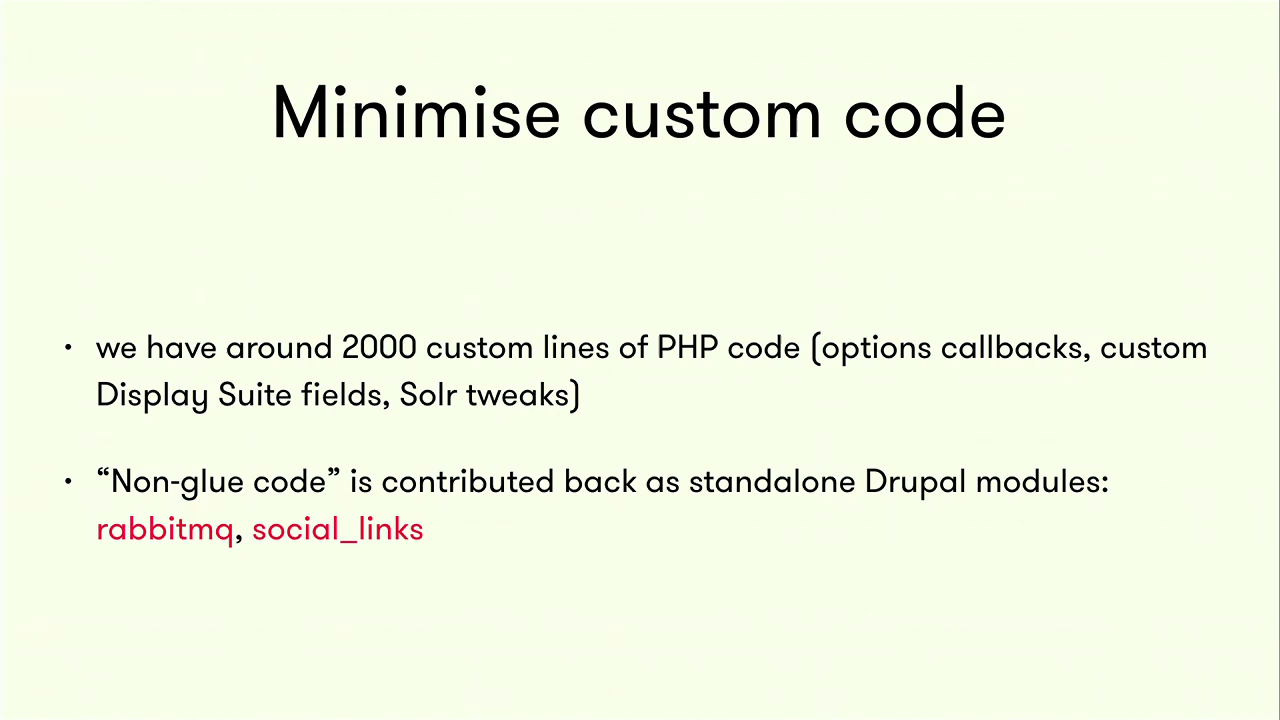 Minimise custom code
• we have around 2000 custom lines of PHP code (options callbacks, custom
Display Suite fields, Solr tweaks)
• “Non-glue code” is contributed back as standalone Drupal modules:
rabbitmq, social_links